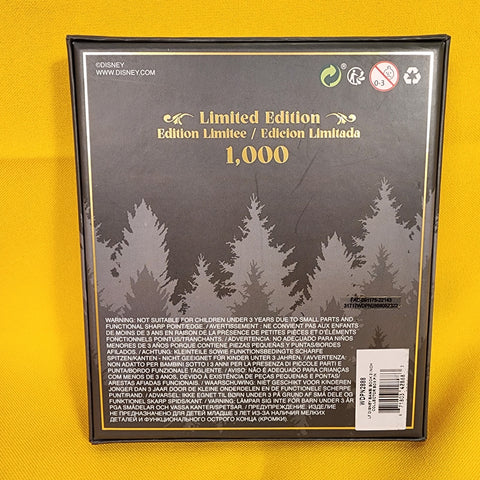 ©DISNEY
WWW.DISNEY.COM
0-3
Limited Edition
Edition Limitee / Edicion Limitada
1,000
WARNING: NOT SUITABLE FOR CHILDREN UNDER 3 YEARS DUE TO SMALL PARTS AND
FUNCTIONAL SHARP POINT/EDGE. / AVERTISSEMENT : NE CONVIENT PAS AUX ENFANTS
DE MOINS DE 3 ANS EN RAISON DE LA PRÉSENCE DE PETITES PIÈCES ET D'ÉLÉMENTS
FONCTIONNELS POINTU/TRANCHANTS. / ADVERTENCIA: NO ADECUADO PARA NIÑOS
MENORES DE 3 AÑOS PORQUE CONTIENE PIEZAS PEQUEÑAS Y PUNTAS/BORDES
AFILADOS. / ACHTUNG: KLEINTEILE SOWIE FUNKTIONSBEDINGTE SCHARFE
SPITZEN/KANTEN - NICHT GEEIGNET FÜR KINDER UNTER 3 JAHREN. / AVVERTENZA:
NON ADATTO PER BAMBINI SOTTO I 3 ANNI PER LA PRESENZA DI PICCOLE PARTI E
PUNTA/BORDO FUNZIONALE TAGLIENTE. / AVISO: NÃO É ADEQUADO PARA CRIANÇAS
COM MENOS DE 3 ANOS, DEVIDO À EXISTÊNCIA DE PEÇAS PEQUENAS E PONTAS/
ARESTAS AFIADAS FUNCIONAIS. / WAARSCHUWING: NIET GESCHIKT VOOR KINDEREN
JONGER DAN 3 JAAR DOOR DE KLEINE ONDERDELEN EN DE FUNCTIONELE SCHERPE
PUNT/RAND. / ADVARSEL: IKKE EGNET TIL BØRN UNDER 3 ÅR PÅ GRUND AF SMÅ DELE OG
FUNKTIONEL SKARP SPIDS/KANT. / VARNING: LÄMPAR SIG INTE FÖR BARN UNDER 3 ÅR
PGA SMÅDELAR OCH VASSA KANTER/SPETSAR. / ПРЕДУПРЕЖДЕНИЕ: ИЗДЕЛИЕ
НЕ ПРЕДНАЗНАЧЕНО ДЛЯ ДЕТЕЙ МЛАДШЕ 3 ЛЕТ ИЗ-ЗА НАЛИЧИЯ МЕЛКИХ
ДЕТАЛЕЙ И ФУНКЦИОНАЛЬНО ОСТРОГО КОНЦА (КРОМКИ).